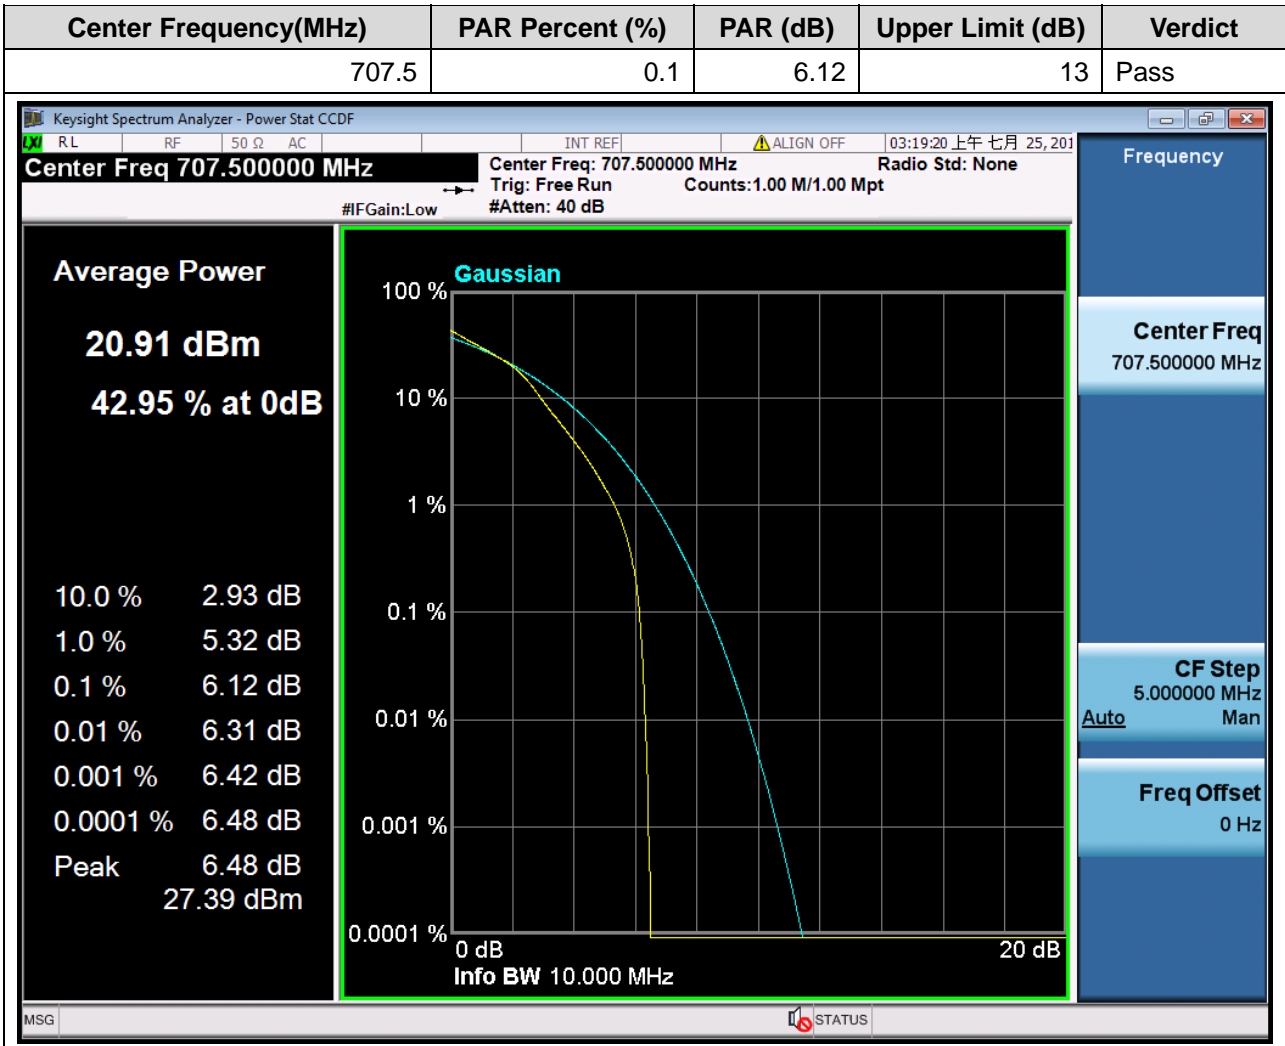 Center Frequency(MHz) PAR Percent (%) PAR (dB) Upper Limit (dB) Verdict
707.5 0.1 6.12 13 Pass
Keysight Spectrum Analyzer - Power Stat CCDF
LXI RL RF 50 Ω AC INT REF ALIGN OFF 03:19:20 上午 七月 25, 201
Center Freq 707.500000 MHz
Center Freq: 707.500000 MHz Radio Std: None
Trig: Free Run Counts:1.00 M/1.00 Mpt
#IFGain:Low #Atten: 40 dB
Average Power
20.91 dBm
42.95 % at 0dB
10.0 % 2.93 dB
1.0 % 5.32 dB
0.1 % 6.12 dB
0.01 % 6.31 dB
0.001 % 6.42 dB
0.0001 % 6.48 dB
Peak 6.48 dB
27.39 dBm
Gaussian
100 %
10 %
1 %
0.1 %
0.01 %
0.001 %
0.0001 %
0 dB 20 dB
Info BW 10.000 MHz
Frequency
Center Freq
707.500000 MHz
CF Step
5.000000 MHz
Auto Man
Freq Offset
0 Hz
MSG STATUS